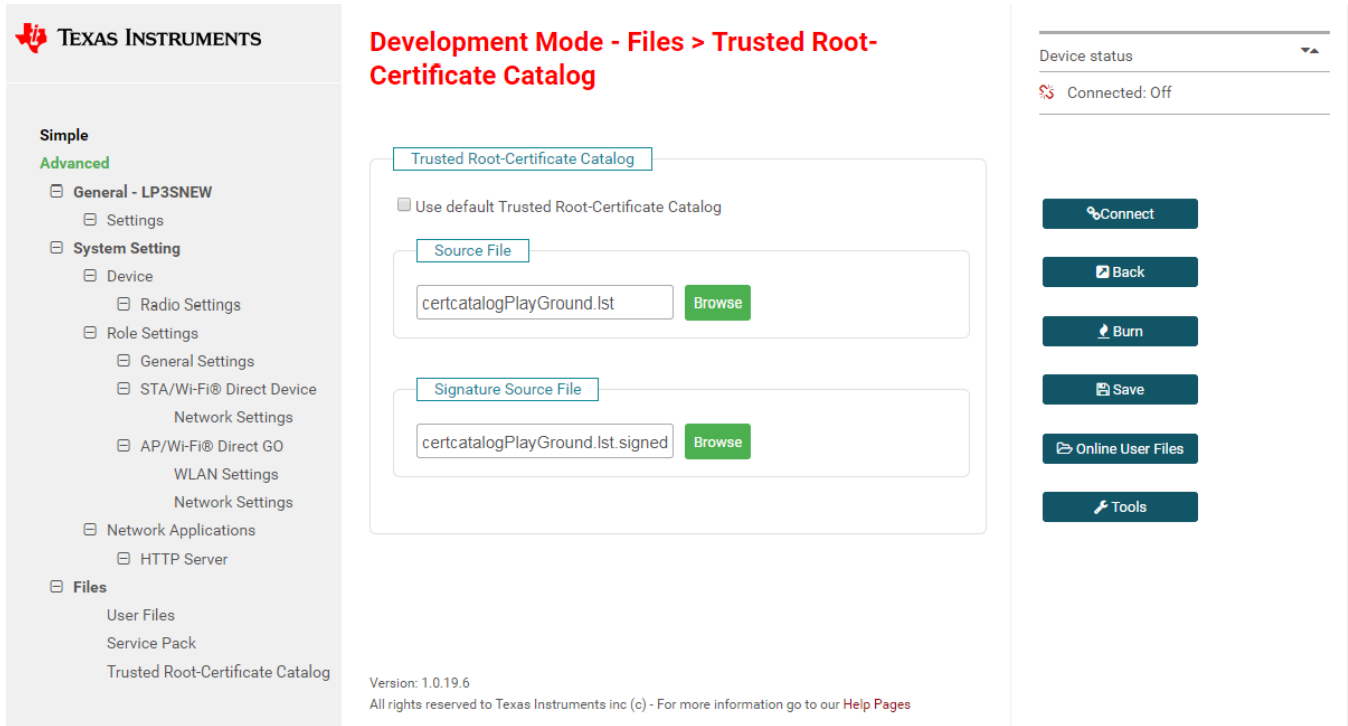 TEXAS INSTRUMENTS
Simple
Advanced
General - LP3SNEW
Settings
System Setting
Device
Radio Settings
Role Settings
General Settings
STA/Wi-Fi® Direct Device
Network Settings
AP/Wi-Fi® Direct GO
WLAN Settings
Network Settings
Network Applications
HTTP Server
Files
User Files
Service Pack
Trusted Root-Certificate Catalog
Development Mode - Files > Trusted Root-
Certificate Catalog
Trusted Root-Certificate Catalog
Use default Trusted Root-Certificate Catalog
Source File
certcatalogPlayGround.lst
Browse
Signature Source File
certcatalogPlayGround.lst.signed
Browse
Version: 1.0.19.6
All rights reserved to Texas Instruments inc (c) - For more information go to our Help Pages
Device status
Connected: Off
Connect
Back
Burn
Save
Online User Files
Tools